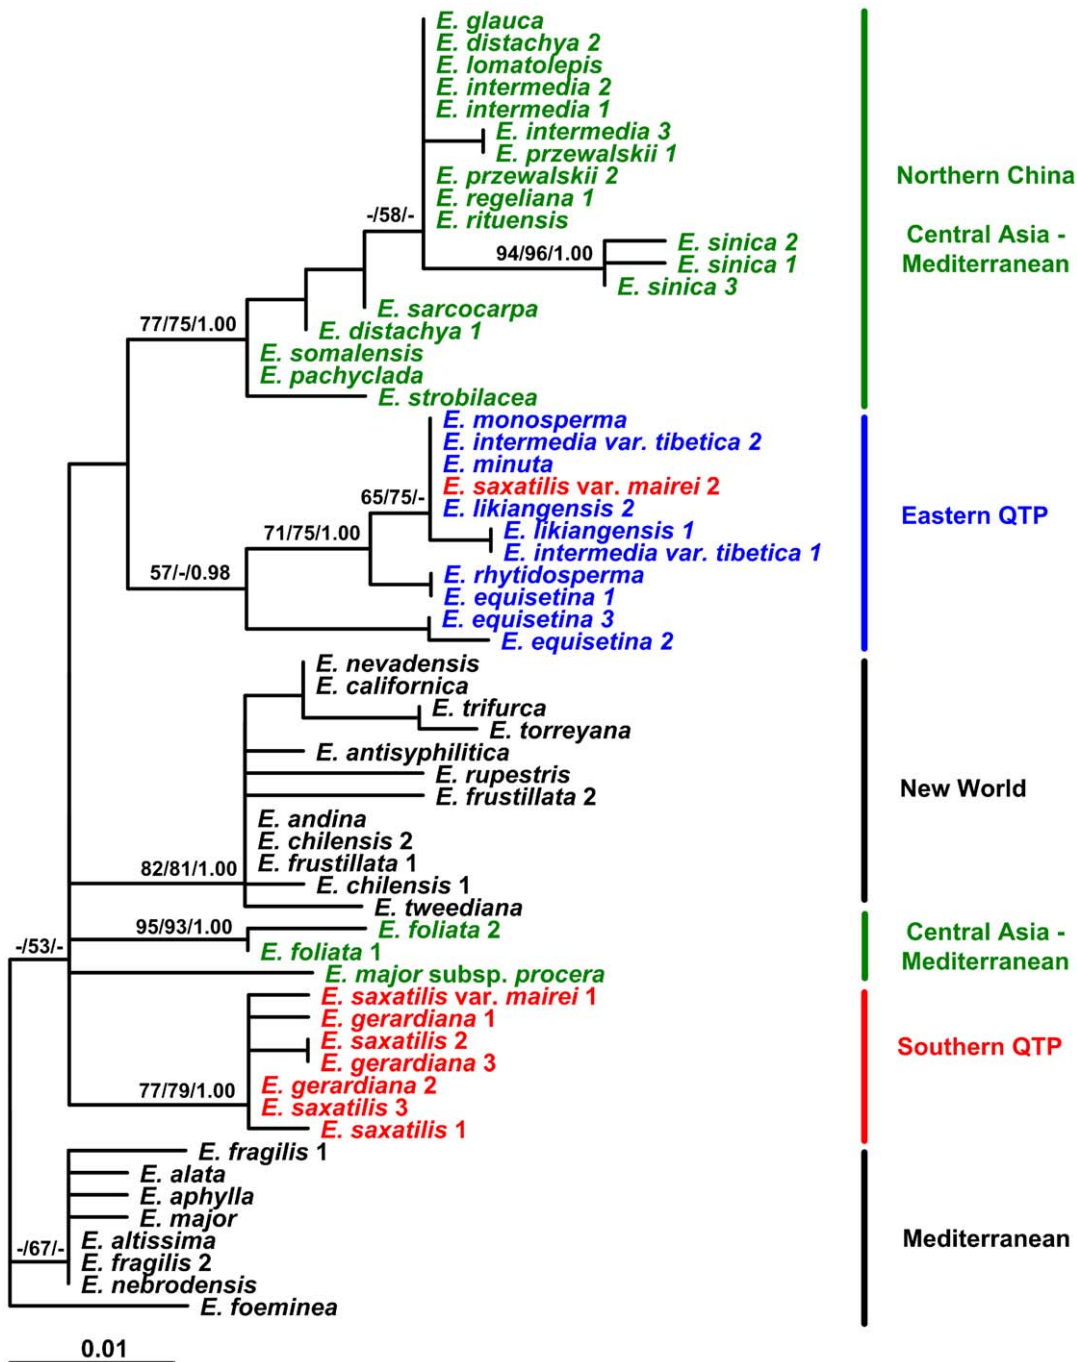 E. glauca
E. distachya 2
E. lomatolepis
E. intermedia 2
E. intermedia 1
E. intermedia 3
E. przewalskii 1
E. przewalskii 2
E. regeliana 1
E. rituensis
-/58/-
E. sinica 2
94/96/1.00
E. sinica 1
E. sinica 3
E. sarcocarpa
77/75/1.00
E. distachya 1
E. somalensis
E. pachyclada
E. strobilacea
Northern China
Central Asia -
Mediterranean
E. monosperma
E. intermedia var. tibetica 2
E. minuta
E. saxatilis var. mairei 2
65/75/-
E. likiangensis 2
E. likiangensis 1
71/75/1.00
E. intermedia var. tibetica 1
57/-/0.98
E. rhytidosperma
E. equisetina 1
E. equisetina 3
E. equisetina 2
Eastern QTP
E. nevadensis
E. californica
E. trifurca
E. torreyana
E. antisyphilitica
E. rupestris
E. frustillata 2
E. andina
E. chilensis 2
E. frustillata 1
82/81/1.00
E. chilensis 1
E. tweediana
New World
95/93/1.00
E. foliata 2
-/53/-
E. foliata 1
E. major subsp. procera
Central Asia -
Mediterranean
E. saxatilis var. mairei 1
E. gerardiana 1
E. saxatilis 2
E. gerardiana 3
77/79/1.00
E. gerardiana 2
E. saxatilis 3
E. saxatilis 1
Southern QTP
E. fragilis 1
E. alata
E. aphylla
E. major
E. altissima
-/67/-
E. fragilis 2
E. nebrodensis
E. foeminea
Mediterranean
0.01